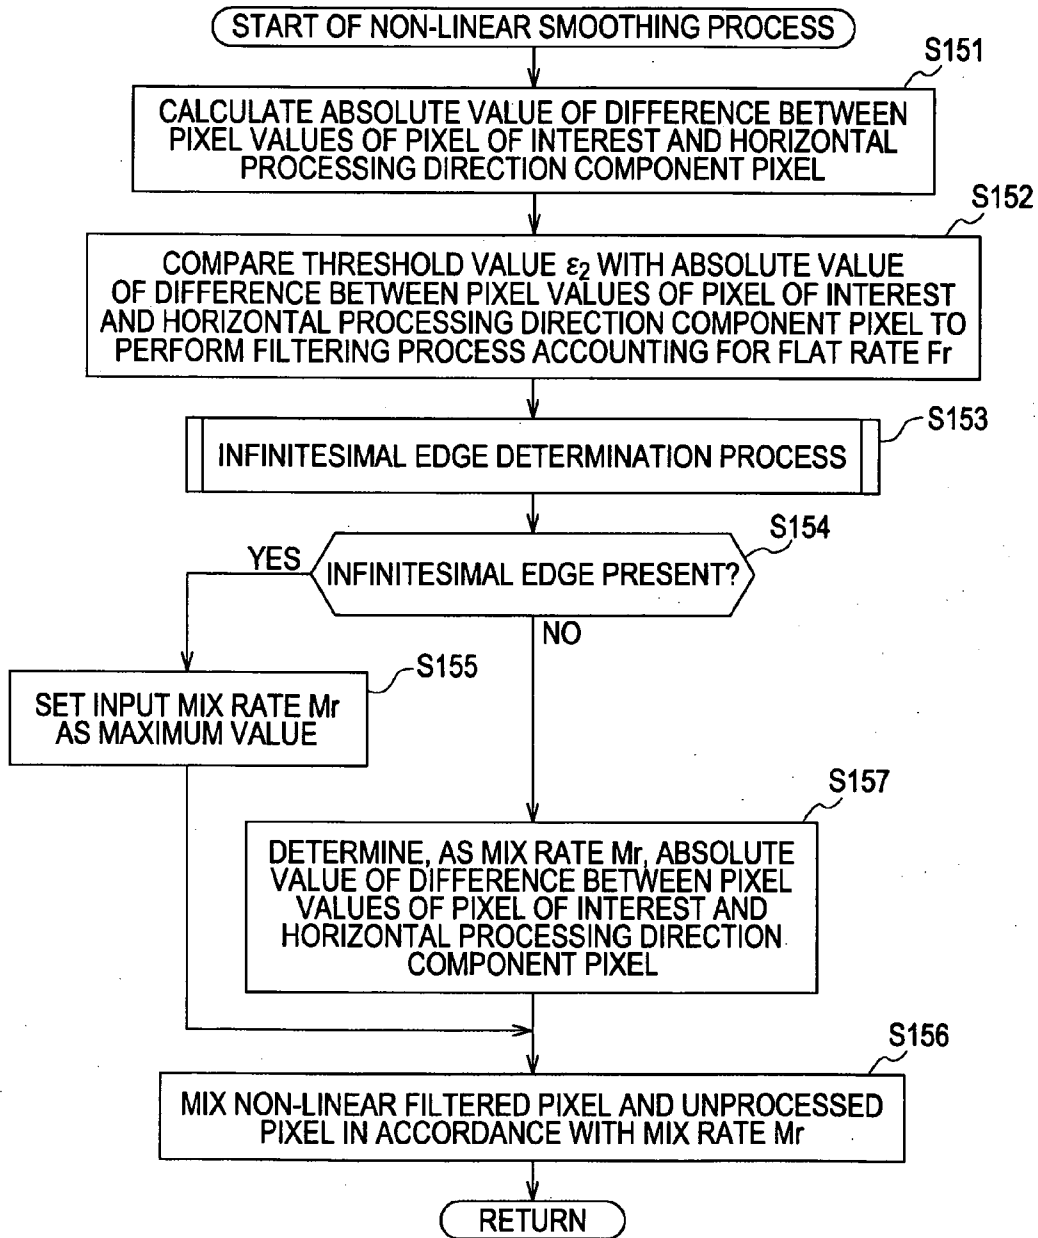 START OF NON-LINEAR SMOOTHING PROCESS
S151
CALCULATE ABSOLUTE VALUE OF DIFFERENCE BETWEEN
PIXEL VALUES OF PIXEL OF INTEREST AND HORIZONTAL
PROCESSING DIRECTION COMPONENT PIXEL
S152
COMPARE THRESHOLD VALUE ε₂ WITH ABSOLUTE VALUE
OF DIFFERENCE BETWEEN PIXEL VALUES OF PIXEL OF INTEREST
AND HORIZONTAL PROCESSING DIRECTION COMPONENT PIXEL TO
PERFORM FILTERING PROCESS ACCOUNTING FOR FLAT RATE Fr
S153
INFINITESIMAL EDGE DETERMINATION PROCESS
S154
YES
INFINITESIMAL EDGE PRESENT?
NO
S155
SET INPUT MIX RATE Mr
AS MAXIMUM VALUE
S157
DETERMINE, AS MIX RATE Mr, ABSOLUTE
VALUE OF DIFFERENCE BETWEEN PIXEL
VALUES OF PIXEL OF INTEREST AND
HORIZONTAL PROCESSING DIRECTION
COMPONENT PIXEL
S156
MIX NON-LINEAR FILTERED PIXEL AND UNPROCESSED
PIXEL IN ACCORDANCE WITH MIX RATE Mr
RETURN